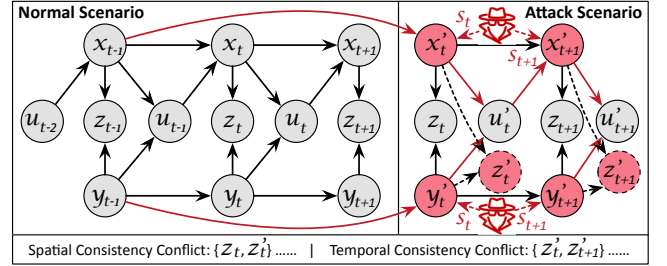 Normal Scenario
Attack Scenario
x_{t-1} x_t x_{t+1} x'_t s_t s_{t+1} x'_{t+1}
u_{t-2} z_{t-1} u_{t-1} z_t u_t z_{t+1} z_t u'_t z_{t+1} u'_{t+1}
z'_t z'_{t+1}
y_{t-1} y_t y_{t+1} y'_t s_t s_{t+1} y'_{t+1}
Spatial Consistency Conflict: {z_t, z'_t} ...... | Temporal Consistency Conflict: {z'_t, z'_{t+1}} ......